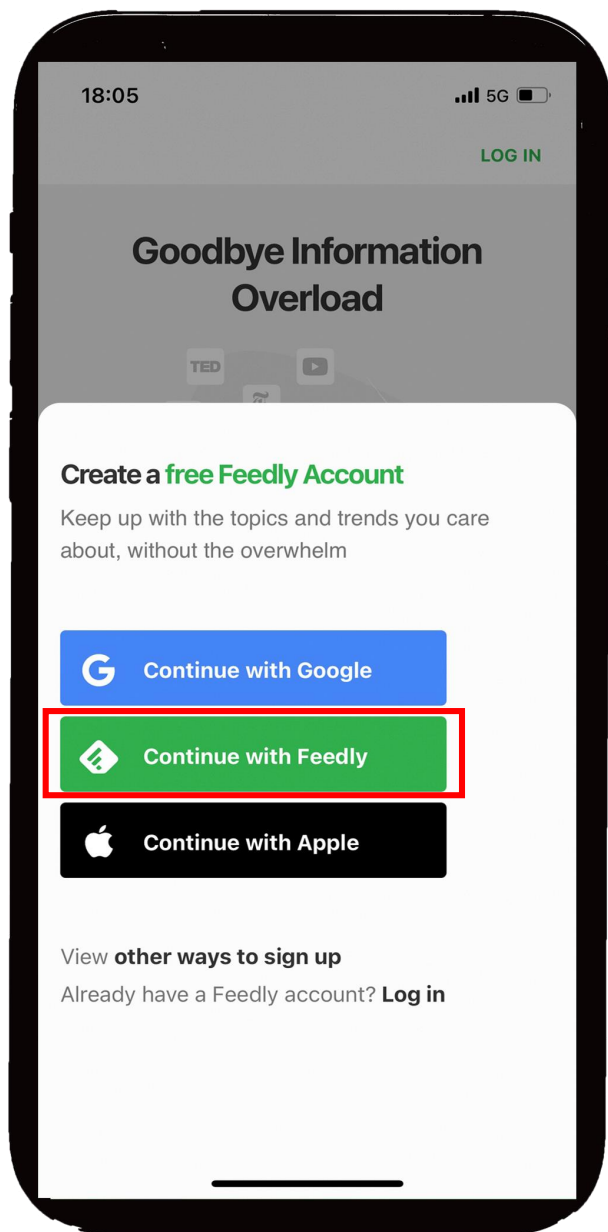 18:05
5G
LOG IN
Goodbye Information
Overload
TED
Create a free Feedly Account
Keep up with the topics and trends you care
about, without the overwhelm
Continue with Google
Continue with Feedly
Continue with Apple
View other ways to sign up
Already have a Feedly account? Log in